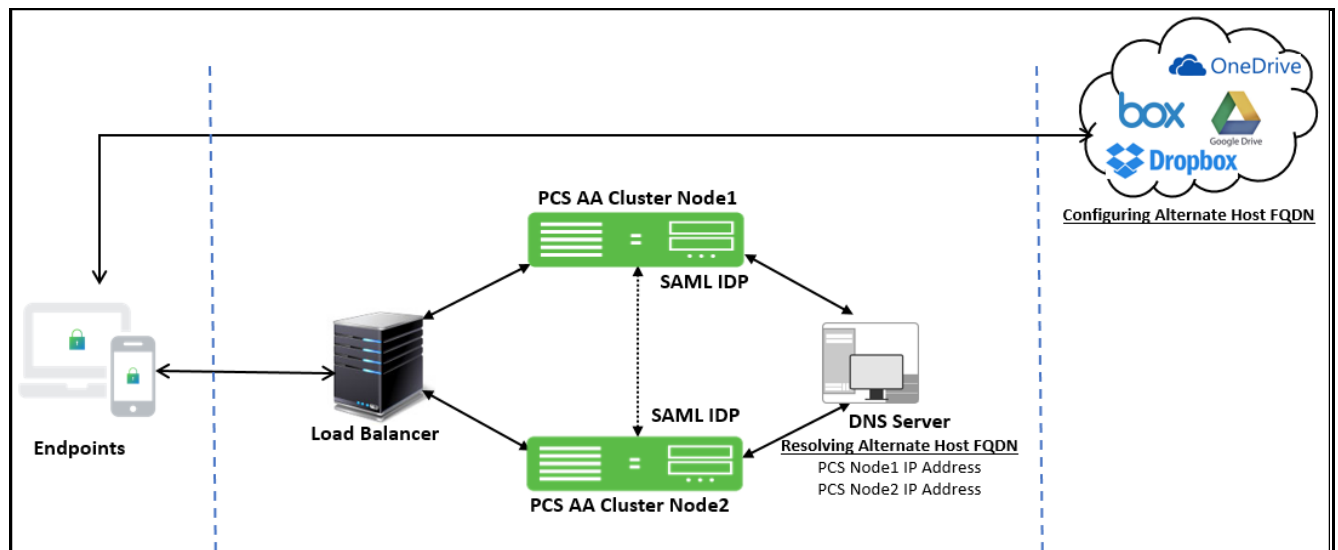 OneDrive
box
Google Drive
Dropbox
Configuring Alternate Host FQDN
PCS AA Cluster Node1
SAML IDP
SAML IDP
Endpoints
Load Balancer
DNS Server
Resolving Alternate Host FQDN
PCS Node1 IP Address
PCS Node2 IP Address
PCS AA Cluster Node2